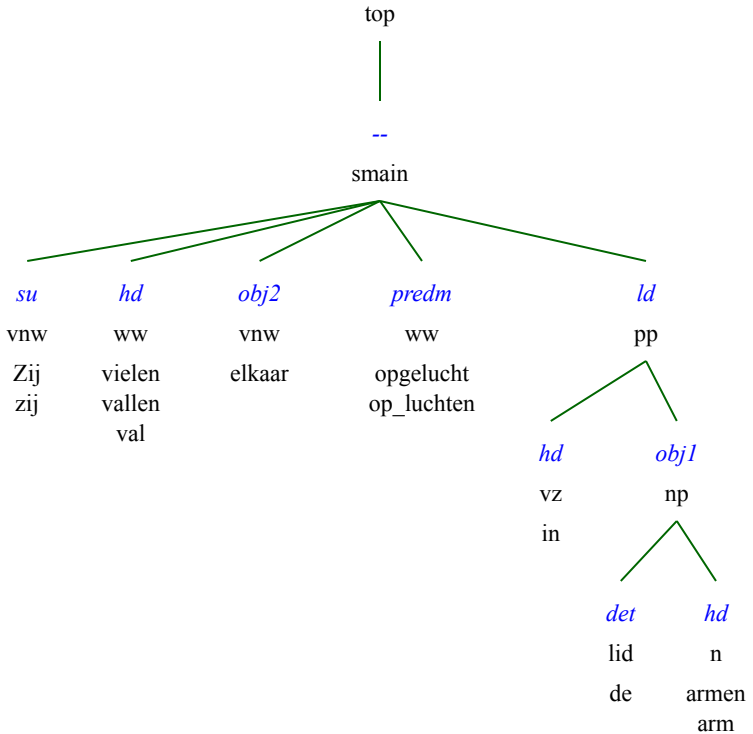 top
--
smain
su hd obj2 predm ld
vnw ww vnw ww pp
Zij vielen elkaar opgelucht
zij vallen op_luchten
val
hd obj1
vz np
in
det hd
lid n
de armen
arm